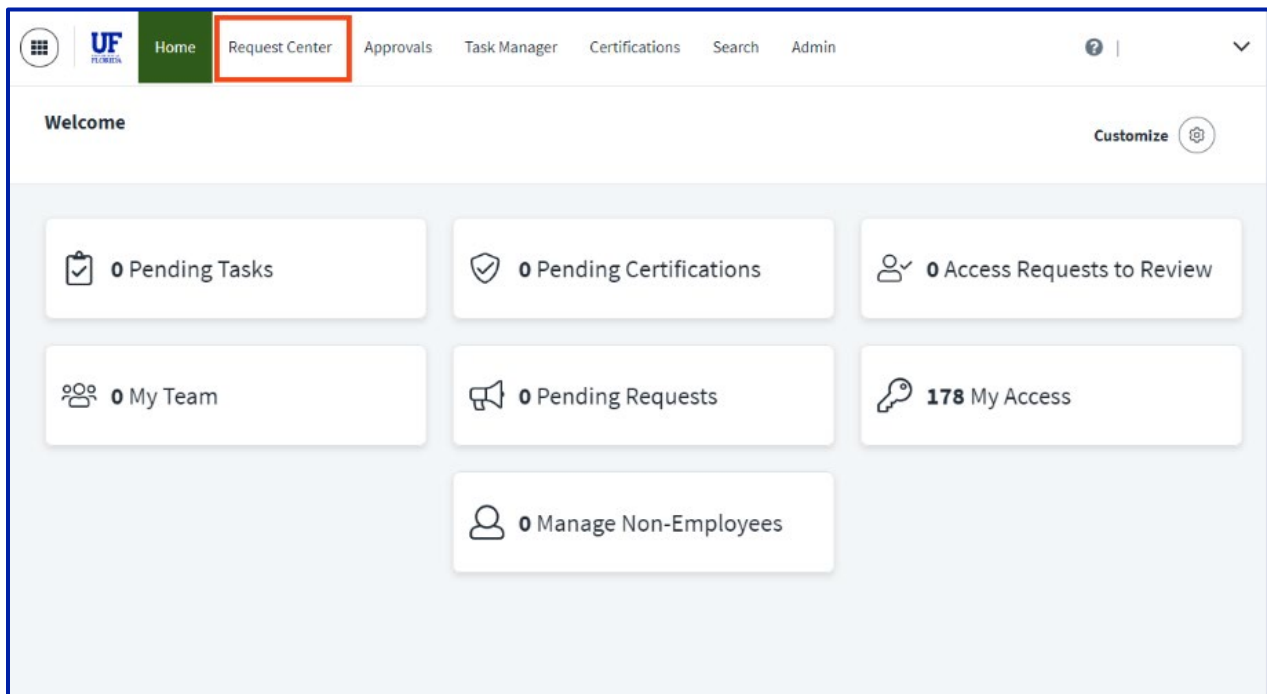 UF
FLORIDA
Home Request Center Approvals Task Manager Certifications Search Admin
Welcome
Customize
0 Pending Tasks
0 Pending Certifications
0 Access Requests to Review
0 My Team
0 Pending Requests
178 My Access
0 Manage Non-Employees